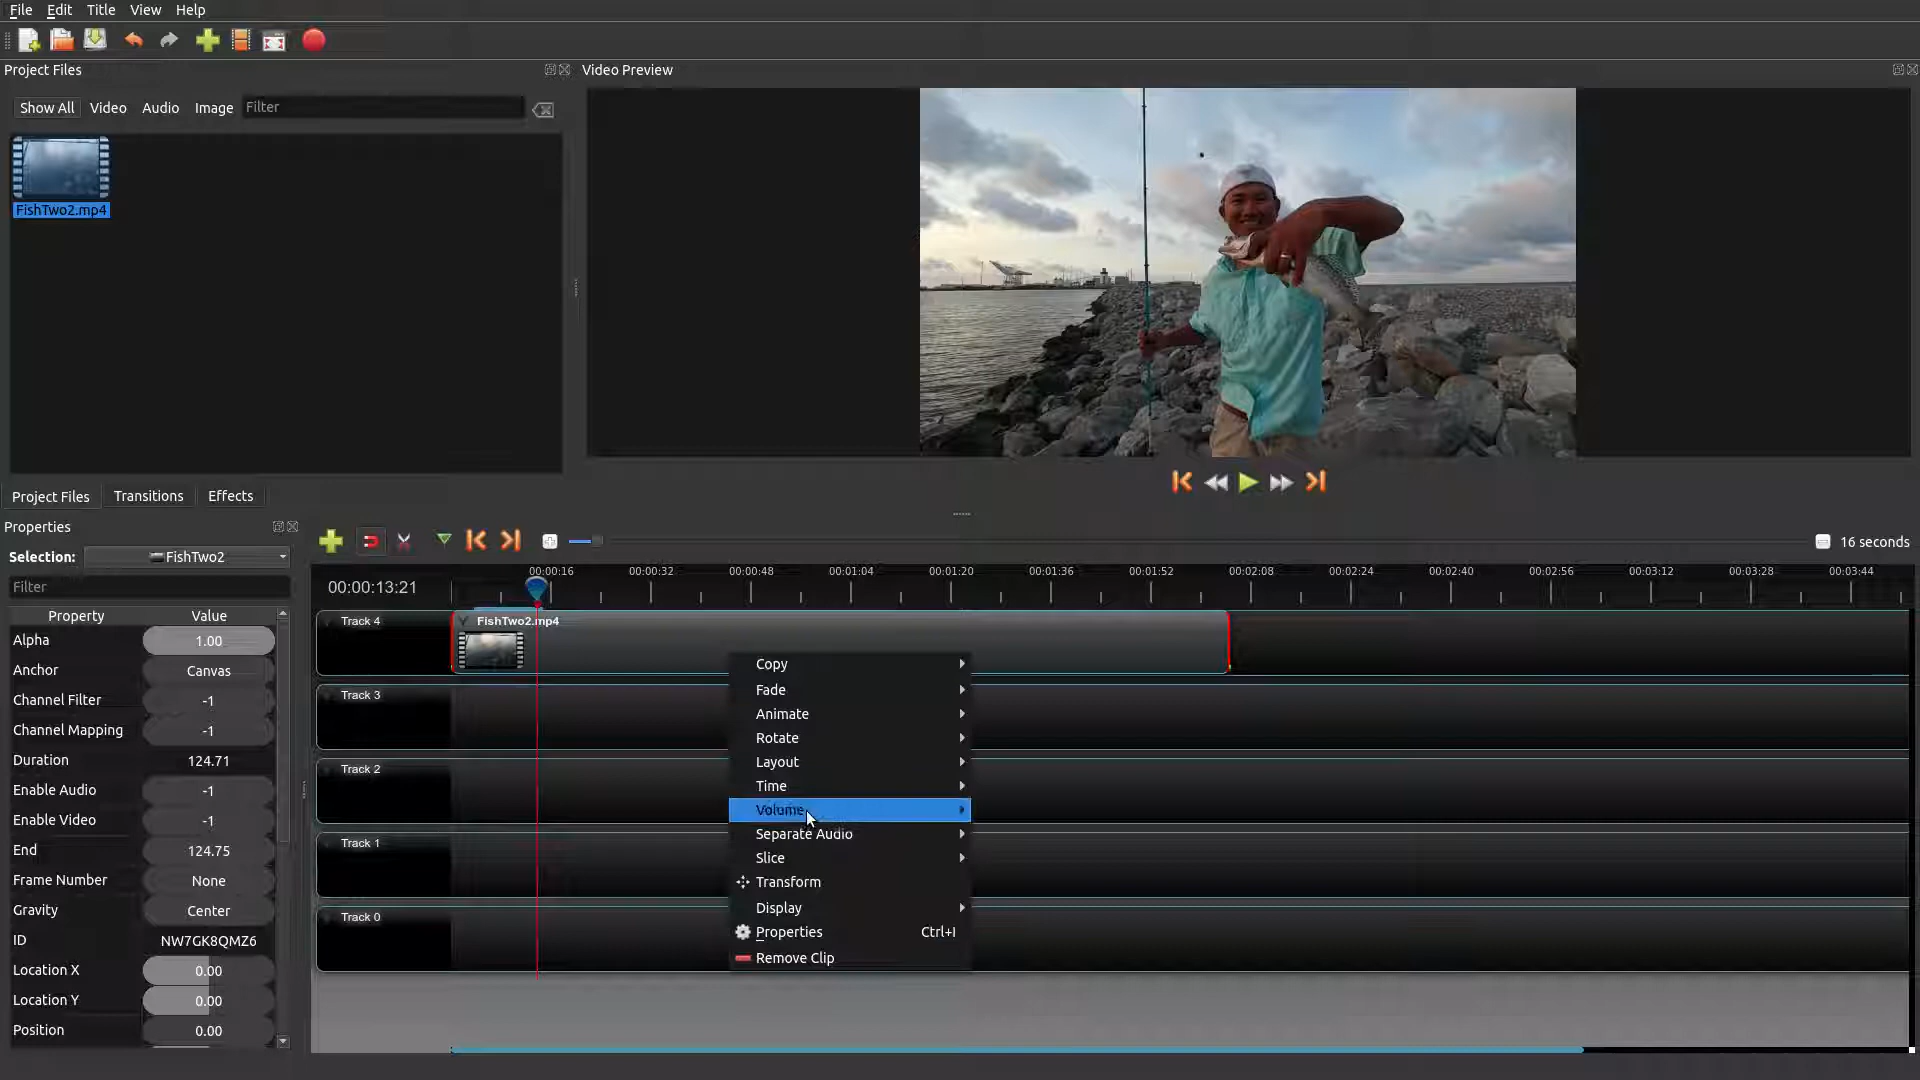 File Edit Title View Help
Project Files
Video Preview
Show All Video Audio Image Filter
FishTwo2.mp4
Project Files Transitions Effects
Properties
Selection: FishTwo2
16 seconds
Filter
00:00:13:21
00:00:16 00:00:32 00:00:48 00:01:04 00:01:20 00:01:36 00:01:52 00:02:08 00:02:24 00:02:40 00:02:56 00:03:12 00:03:28 00:03:44
Property Value
Alpha 1.00
Anchor Canvas
Channel Filter -1
Channel Mapping -1
Duration 124.71
Enable Audio -1
Enable Video -1
End 124.75
Frame Number None
Gravity Center
ID NW7GK8QMZ6
Location X 0.00
Location Y 0.00
Position 0.00
Track 4
FishTwo2.mp4
Track 3
Track 2
Track 1
Track 0
Copy
Fade
Animate
Rotate
Layout
Time
Volume
Separate Audio
Slice
Transform
Display
Properties Ctrl+I
Remove Clip